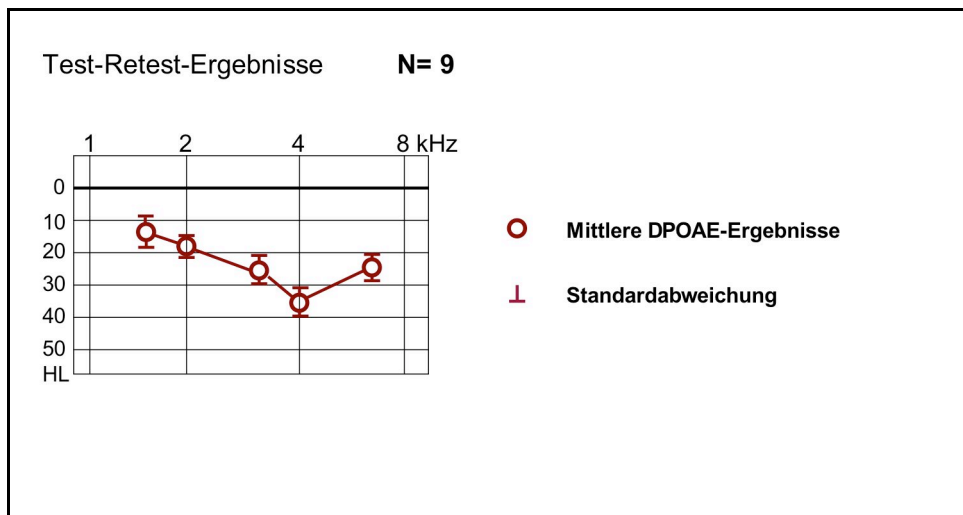 Test-Retest-Ergebnisse N= 9
1 2 4 8 kHz
0
10
20
30
40
50
HL
Mittlere DPOAE-Ergebnisse
Standardabweichung